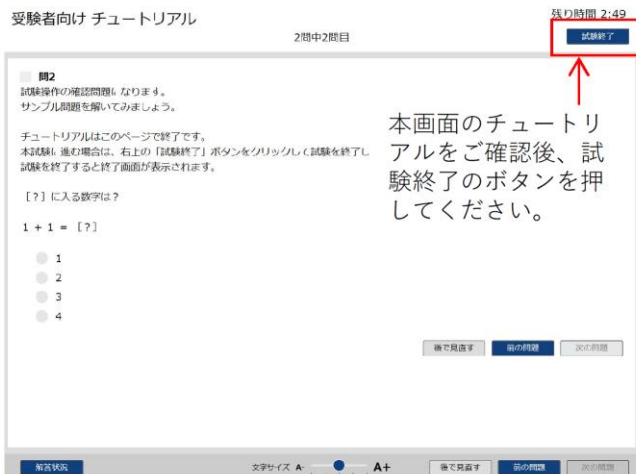 受験者向け チュートリアル
残り時間 2:49
2問中2問目
試験終了
問2
試験操作の確認問題になります。
サンプル問題を解いてみましょう。
チュートリアルはこのページで終了です。
本試験に進む場合は、右上の「試験終了」ボタンをクリックして試験を終了し
試験を終了すると終了画面が表示されます。
[?]に入る数字は?
1 + 1 = [?]
1
2
3
4
本画面のチュートリ
アルをご確認後、試
験終了のボタンを押
してください。
後で見直す 前の問題 次の問題
解答状況 文字サイズ A- A+ 後で見直す 前の問題 次の問題